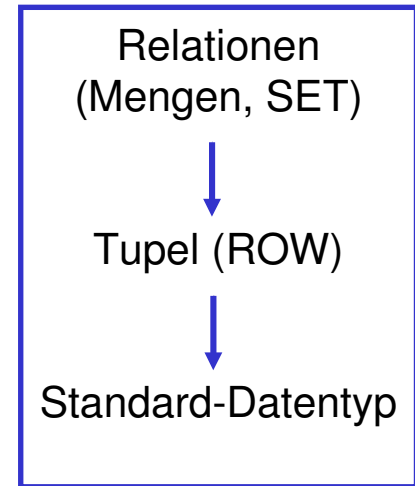 Relationen
(Mengen, SET)
Tupel (ROW)
Standard-Datentyp